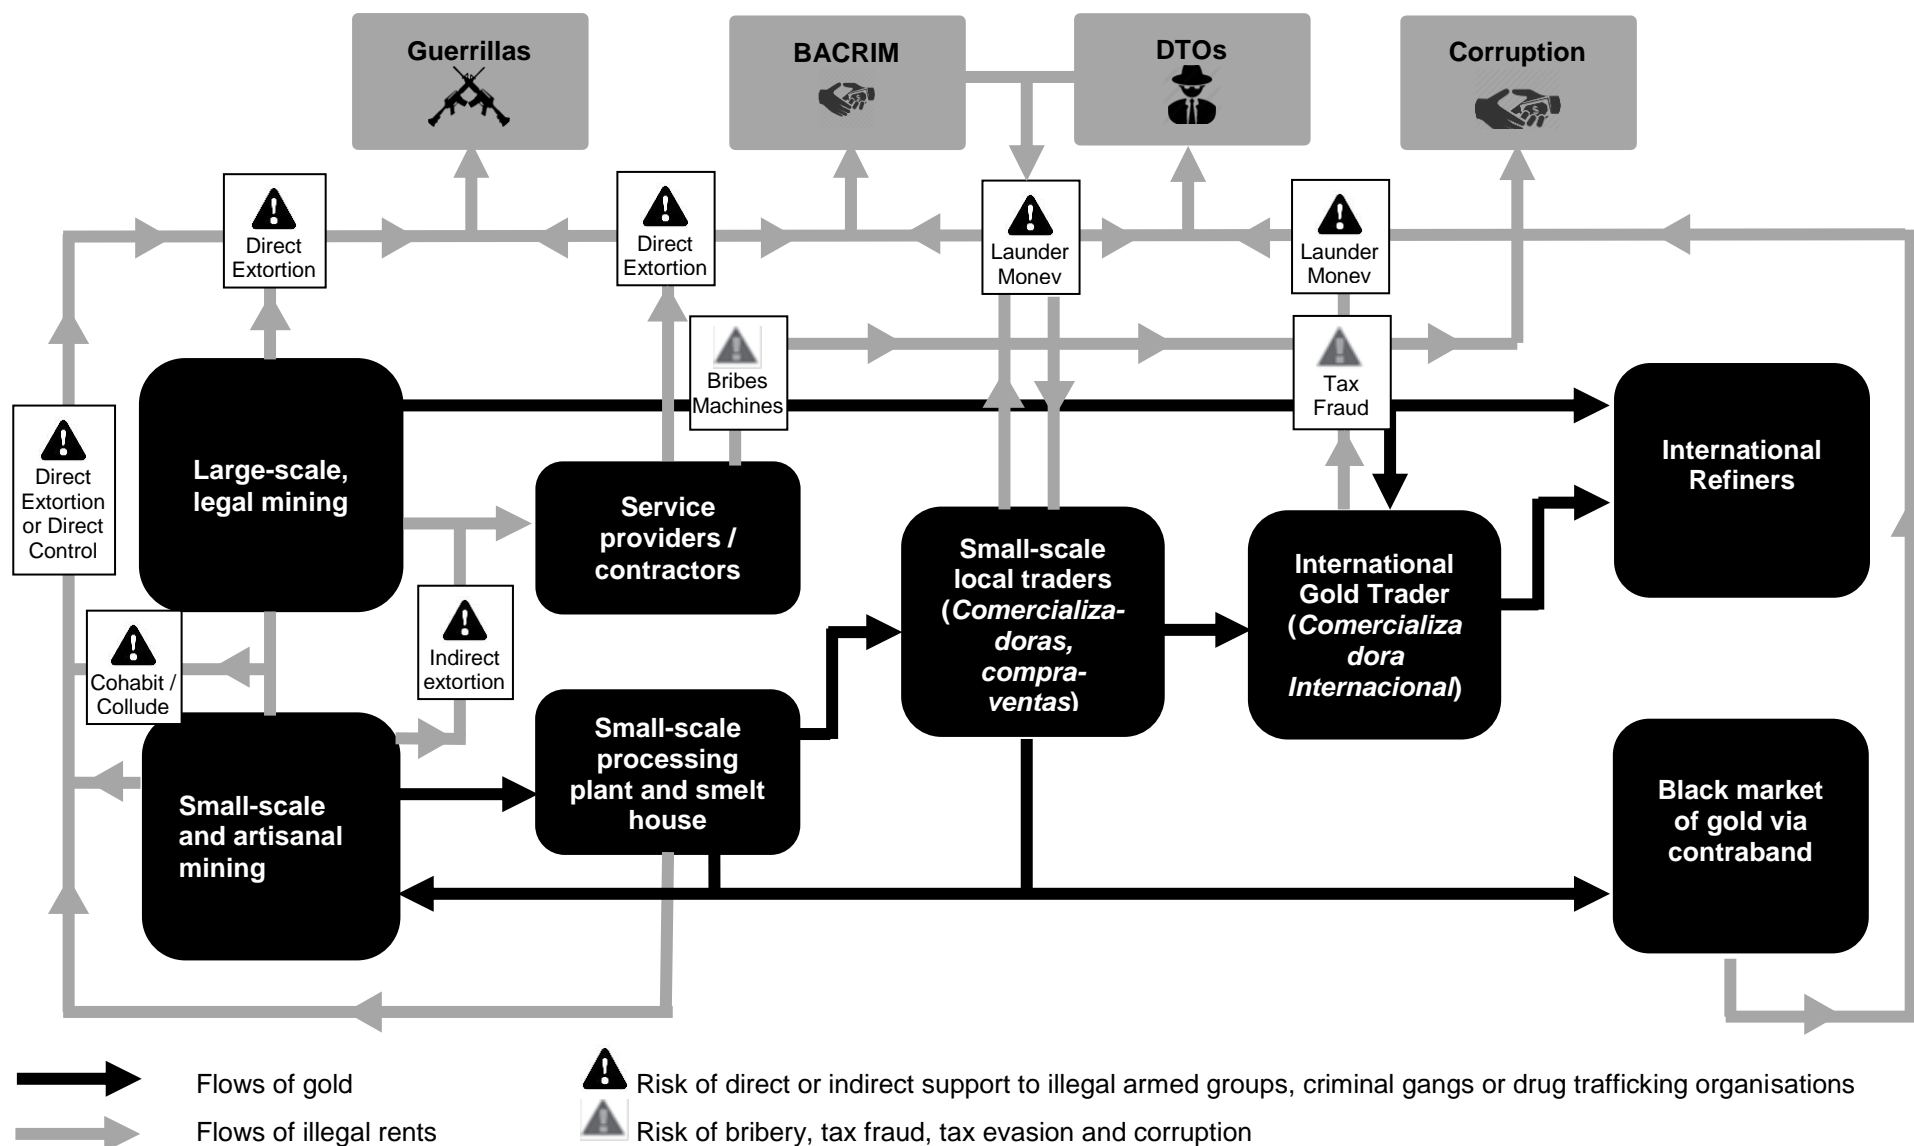 Guerrillas
BACRIM
DTOs
Corruption
Direct
Extortion
Direct
Extortion
Launder
Monev
Launder
Monev
Bribes
Machines
Tax
Fraud
Direct
Extortion
or Direct
Control
Large-scale,
legal mining
Service
providers /
contractors
International
Refiners
Cohabit /
Collude
Indirect
extortion
Small-scale
local traders
(Comercializa-
doras,
compra-
ventas)
International
Gold Trader
(Comercializa
dora
Internacional)
Small-scale
and artisanal
mining
Small-scale
processing
plant and smelt
house
Black market
of gold via
contraband
Flows of gold
Risk of direct or indirect support to illegal armed groups, criminal gangs or drug trafficking organisations
Flows of illegal rents
Risk of bribery, tax fraud, tax evasion and corruption